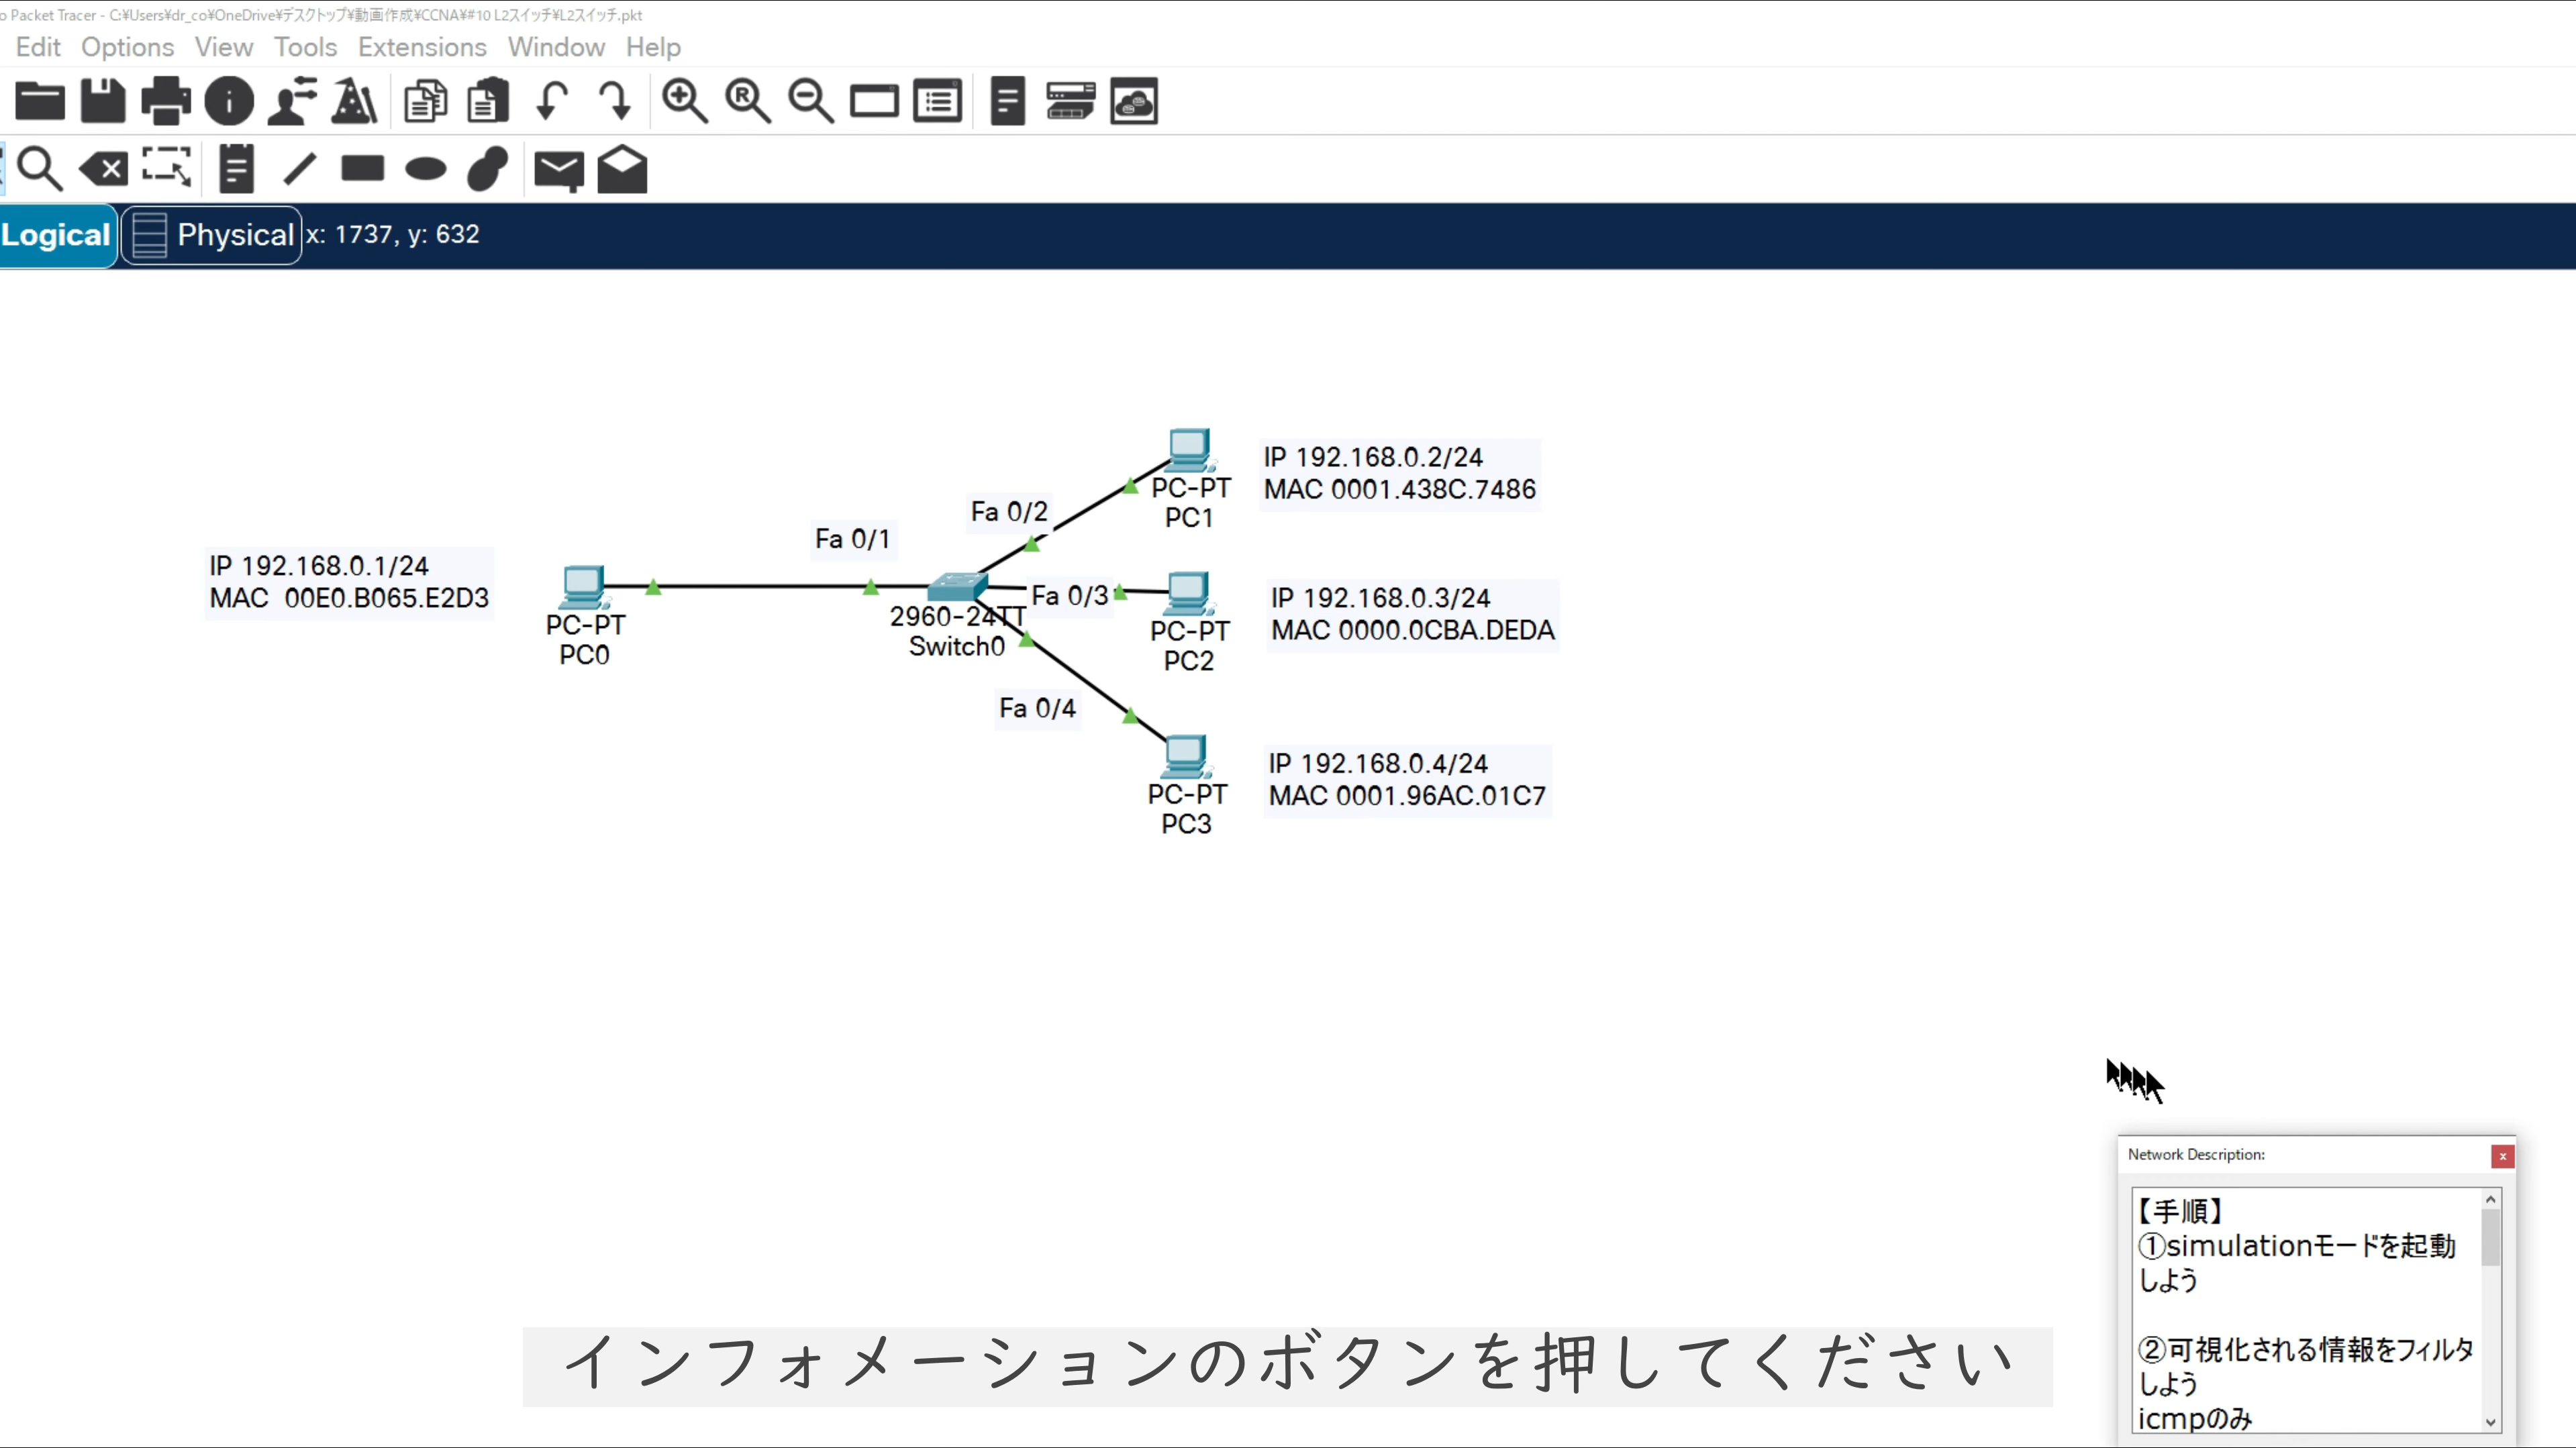 o Packet Tracer - C:¥Users¥dr_co¥OneDrive¥デスクトップ¥動画作成¥CCNA¥#10 L2スイッチ¥L2スイッチ.pkt
Edit Options View Tools Extensions Window Help
Logical Physical x: 1737, y: 632
IP 192.168.0.2/24
MAC 0001.438C.7486
PC-PT
PC1
Fa 0/2
Fa 0/1
IP 192.168.0.1/24
MAC 00E0.B065.E2D3
PC-PT
PC0
2960-24TT
Switch0
Fa 0/3
PC-PT
PC2
IP 192.168.0.3/24
MAC 0000.0CBA.DEDA
Fa 0/4
PC-PT
PC3
IP 192.168.0.4/24
MAC 0001.96AC.01C7
Network Description:
【手順】
①simulationモードを起動
しよう
②可視化される情報をフィルタ
しよう
icmpのみ
インフォメーションのボタンを押してください